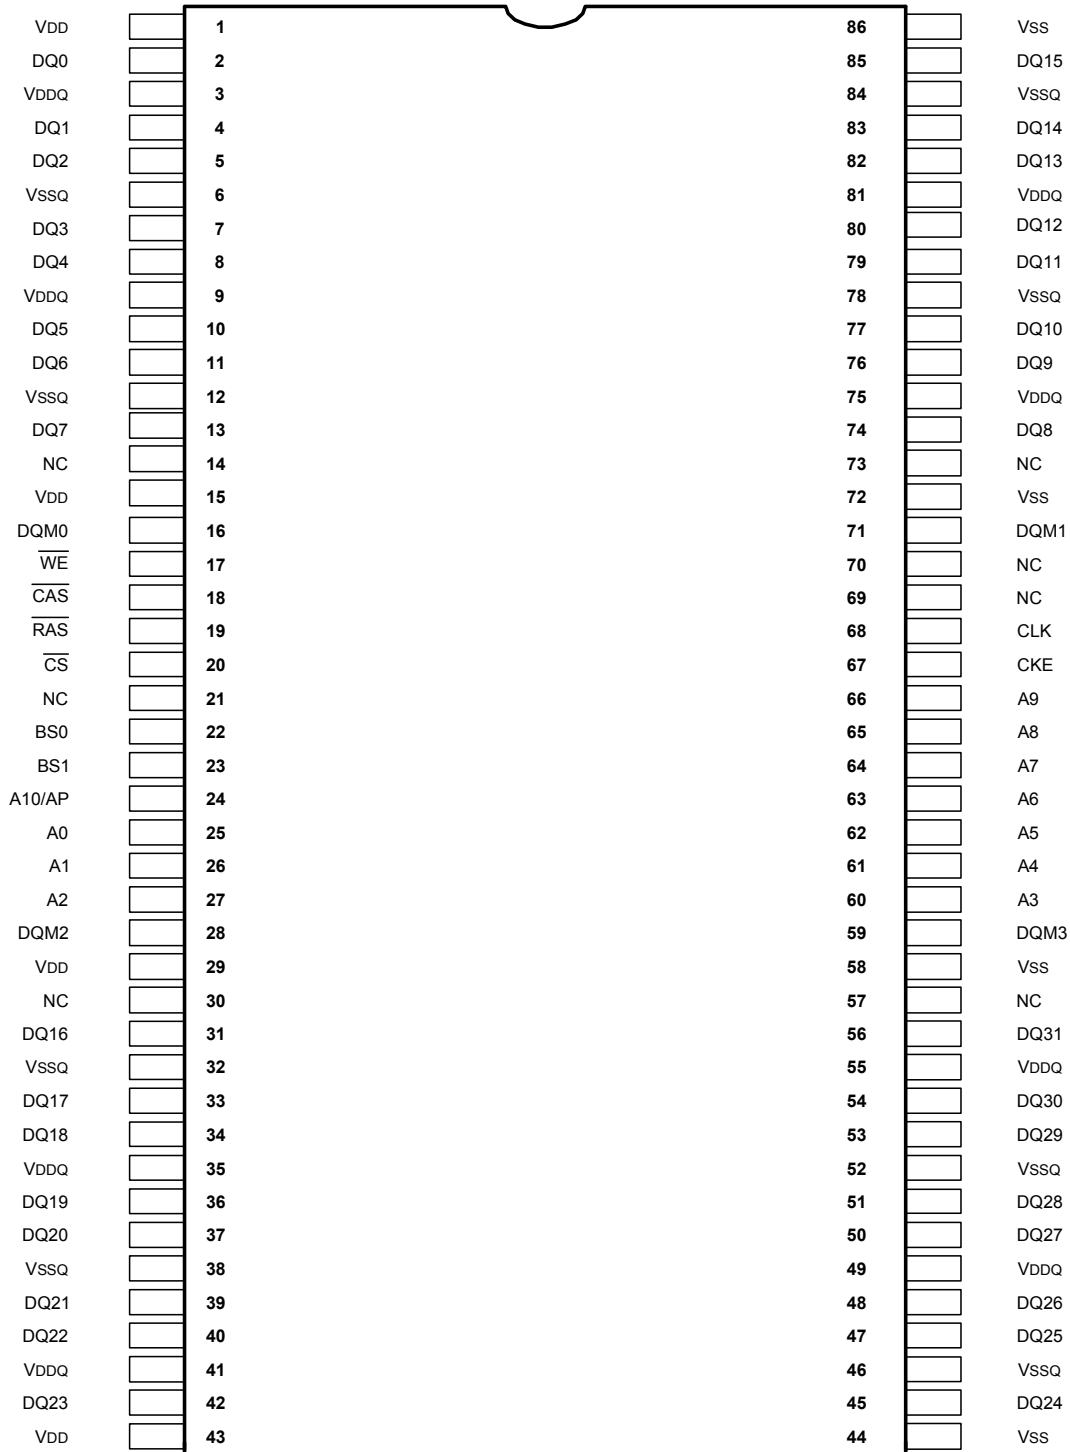 VDD 1 86 VSS
DQ0 2 85 DQ15
VDDQ 3 84 VSSQ
DQ1 4 83 DQ14
DQ2 5 82 DQ13
VSSQ 6 81 VDDQ
DQ3 7 80 DQ12
DQ4 8 79 DQ11
VDDQ 9 78 VSSQ
DQ5 10 77 DQ10
DQ6 11 76 DQ9
VSSQ 12 75 VDDQ
DQ7 13 74 DQ8
NC 14 73 NC
VDD 15 72 VSS
DQM0 16 71 DQM1
WE 17 70 NC
CAS 18 69 NC
RAS 19 68 CLK
CS 20 67 CKE
NC 21 66 A9
BS0 22 65 A8
BS1 23 64 A7
A10/AP 24 63 A6
A0 25 62 A5
A1 26 61 A4
A2 27 60 A3
DQM2 28 59 DQM3
VDD 29 58 VSS
NC 30 57 NC
DQ16 31 56 DQ31
VSSQ 32 55 VDDQ
DQ17 33 54 DQ30
DQ18 34 53 DQ29
VDDQ 35 52 VSSQ
DQ19 36 51 DQ28
DQ20 37 50 DQ27
VSSQ 38 49 VDDQ
DQ21 39 48 DQ26
DQ22 40 47 DQ25
VDDQ 41 46 VSSQ
DQ23 42 45 DQ24
VDD 43 44 VSS